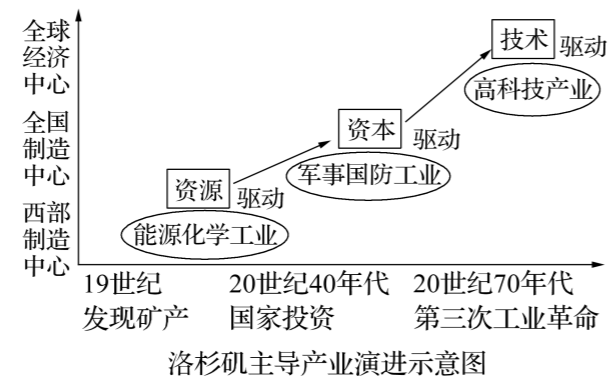 全球
经济
中心
全国
制造
中心
西部
制造
中心
技术 驱动
高科技产业
资本 驱动
军事国防工业
资源 驱动
能源化学工业
19世纪
发现矿产
20世纪40年代
国家投资
20世纪70年代
第三次工业革命
洛杉矶主导产业演进示意图